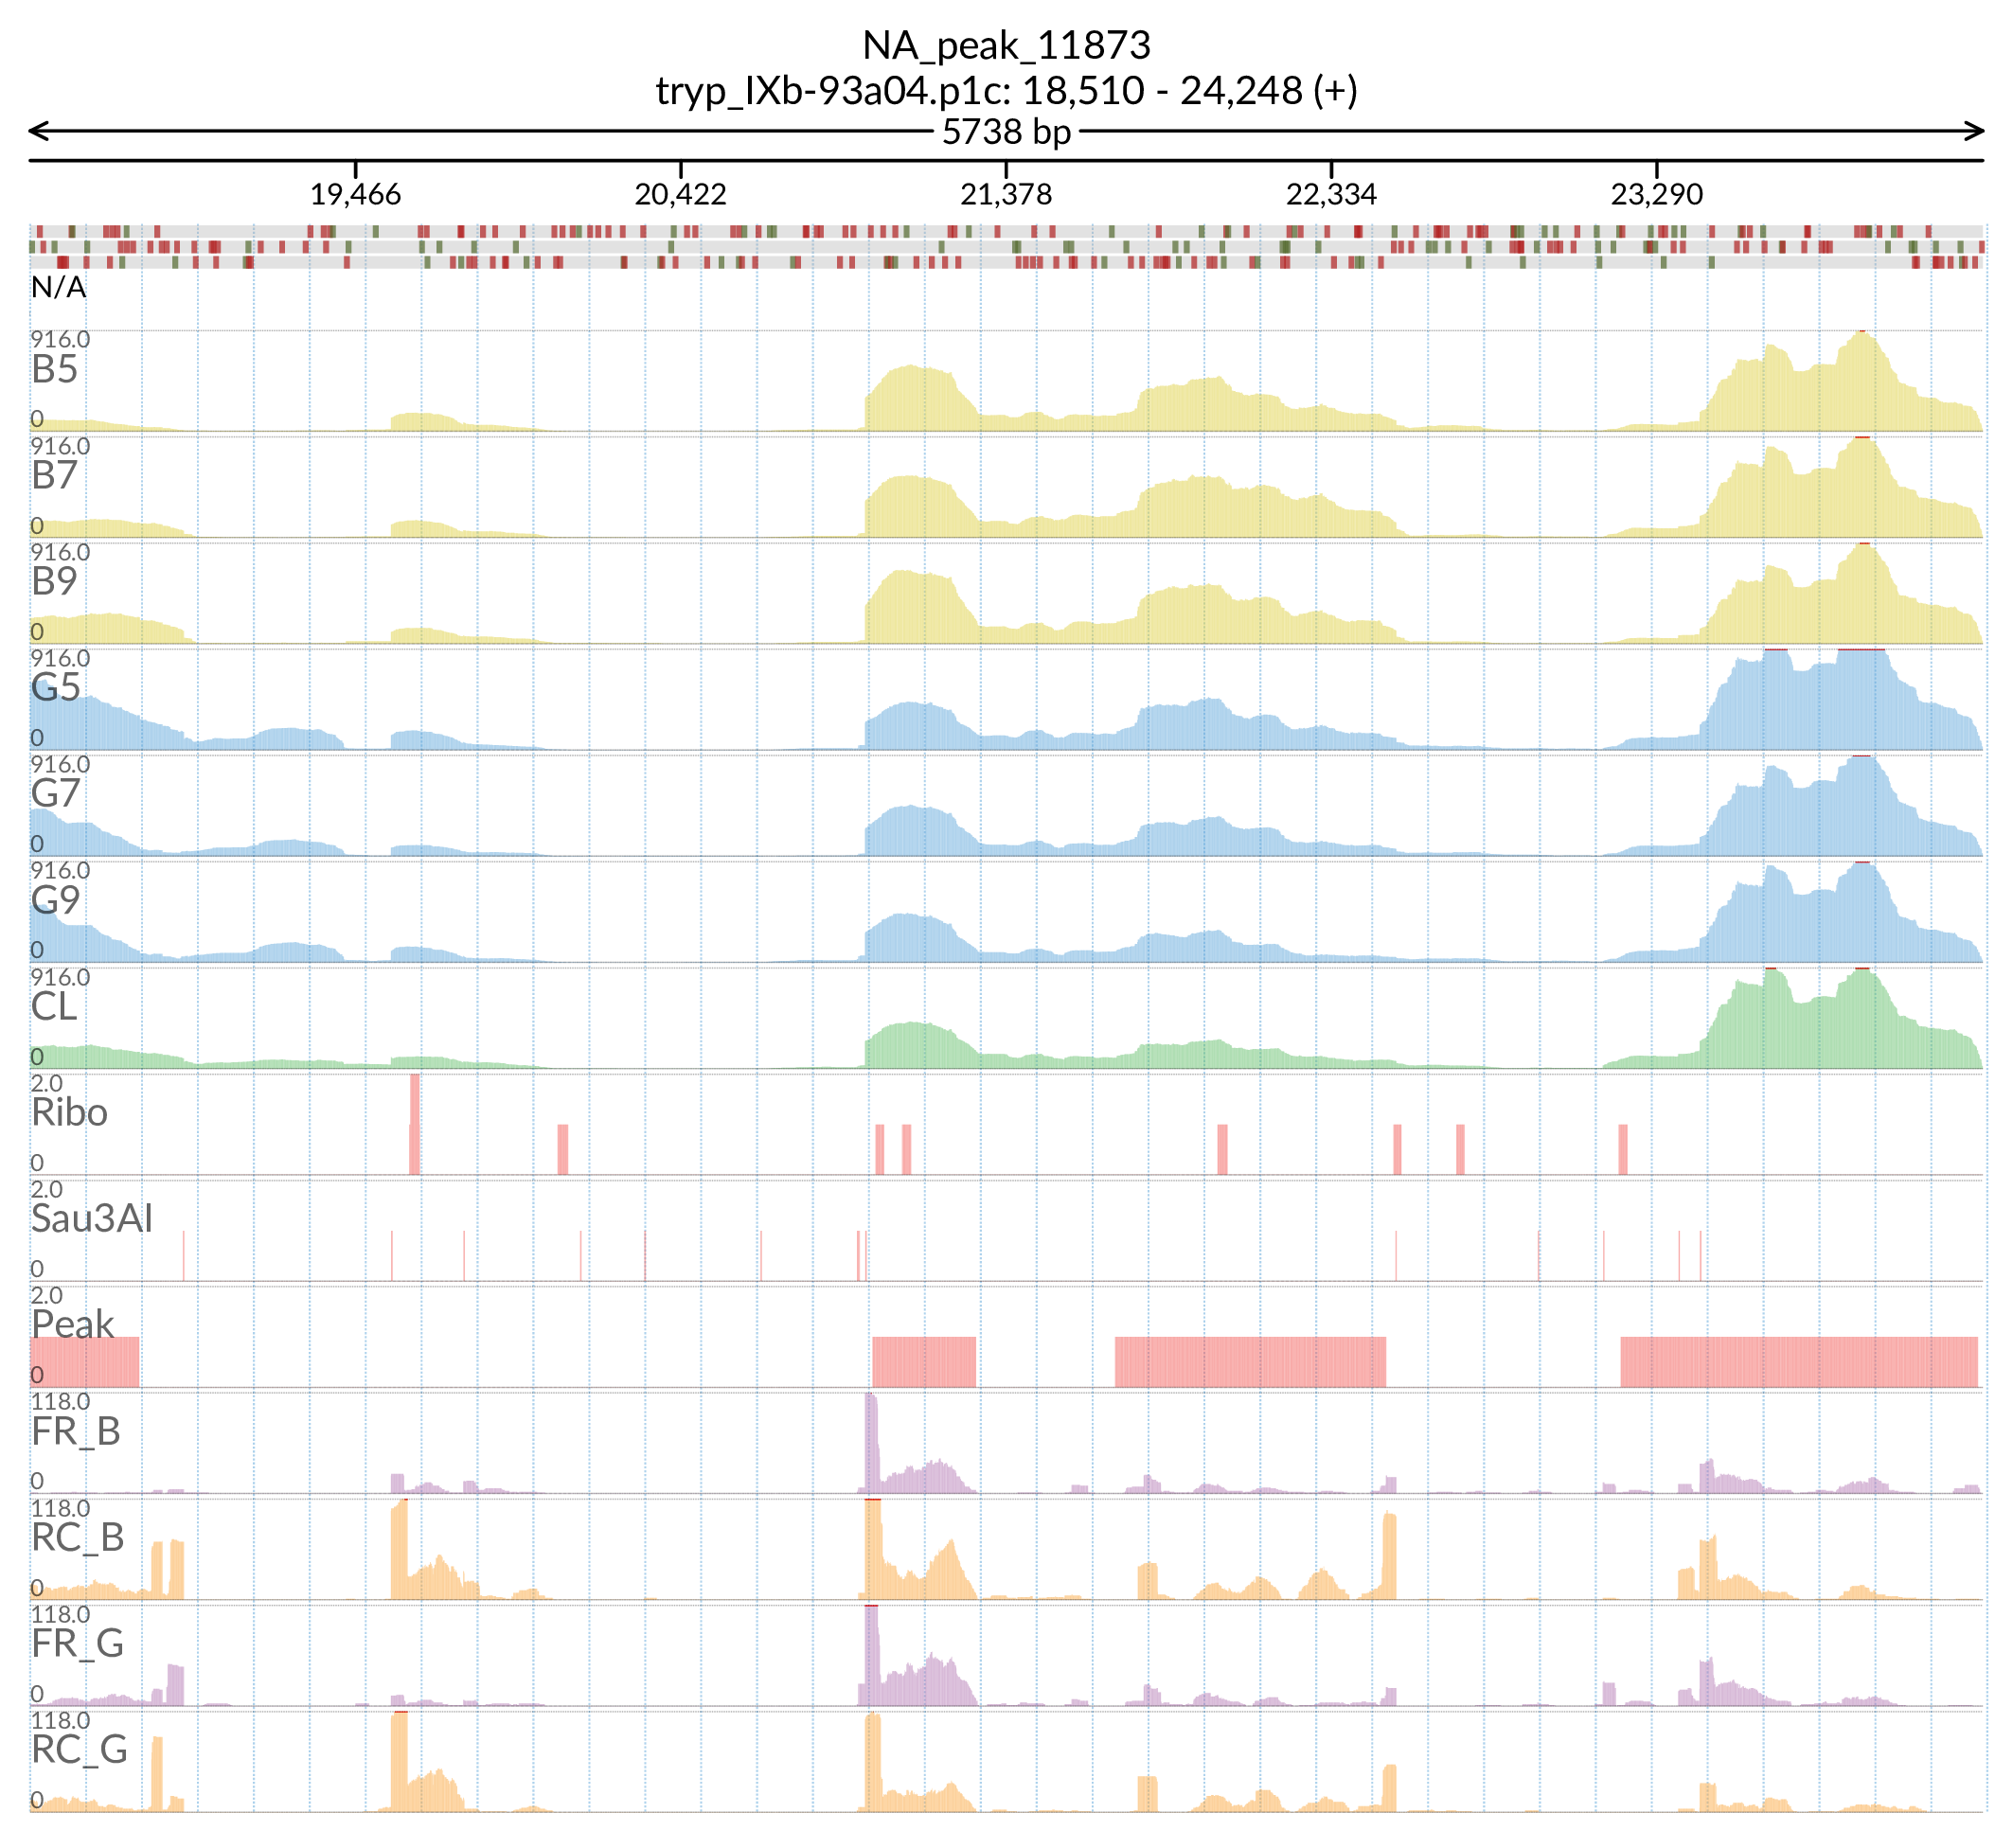 NA_peak_11873
tryp_IXb-93a04.p1c: 18,510 - 24,248 (+)
5738 bp
19,466 20,422 21,378 22,334 23,290
N/A
916.0
B5
0
916.0
B7
0
916.0
B9
0
916.0
G5
0
916.0
G7
0
916.0
G9
0
916.0
CL
0
2.0
Ribo
0
2.0
Sau3AI
0
2.0
Peak
0
118.0
FR_B
0
118.0
RC_B
0
118.0
FR_G
0
118.0
RC_G
0